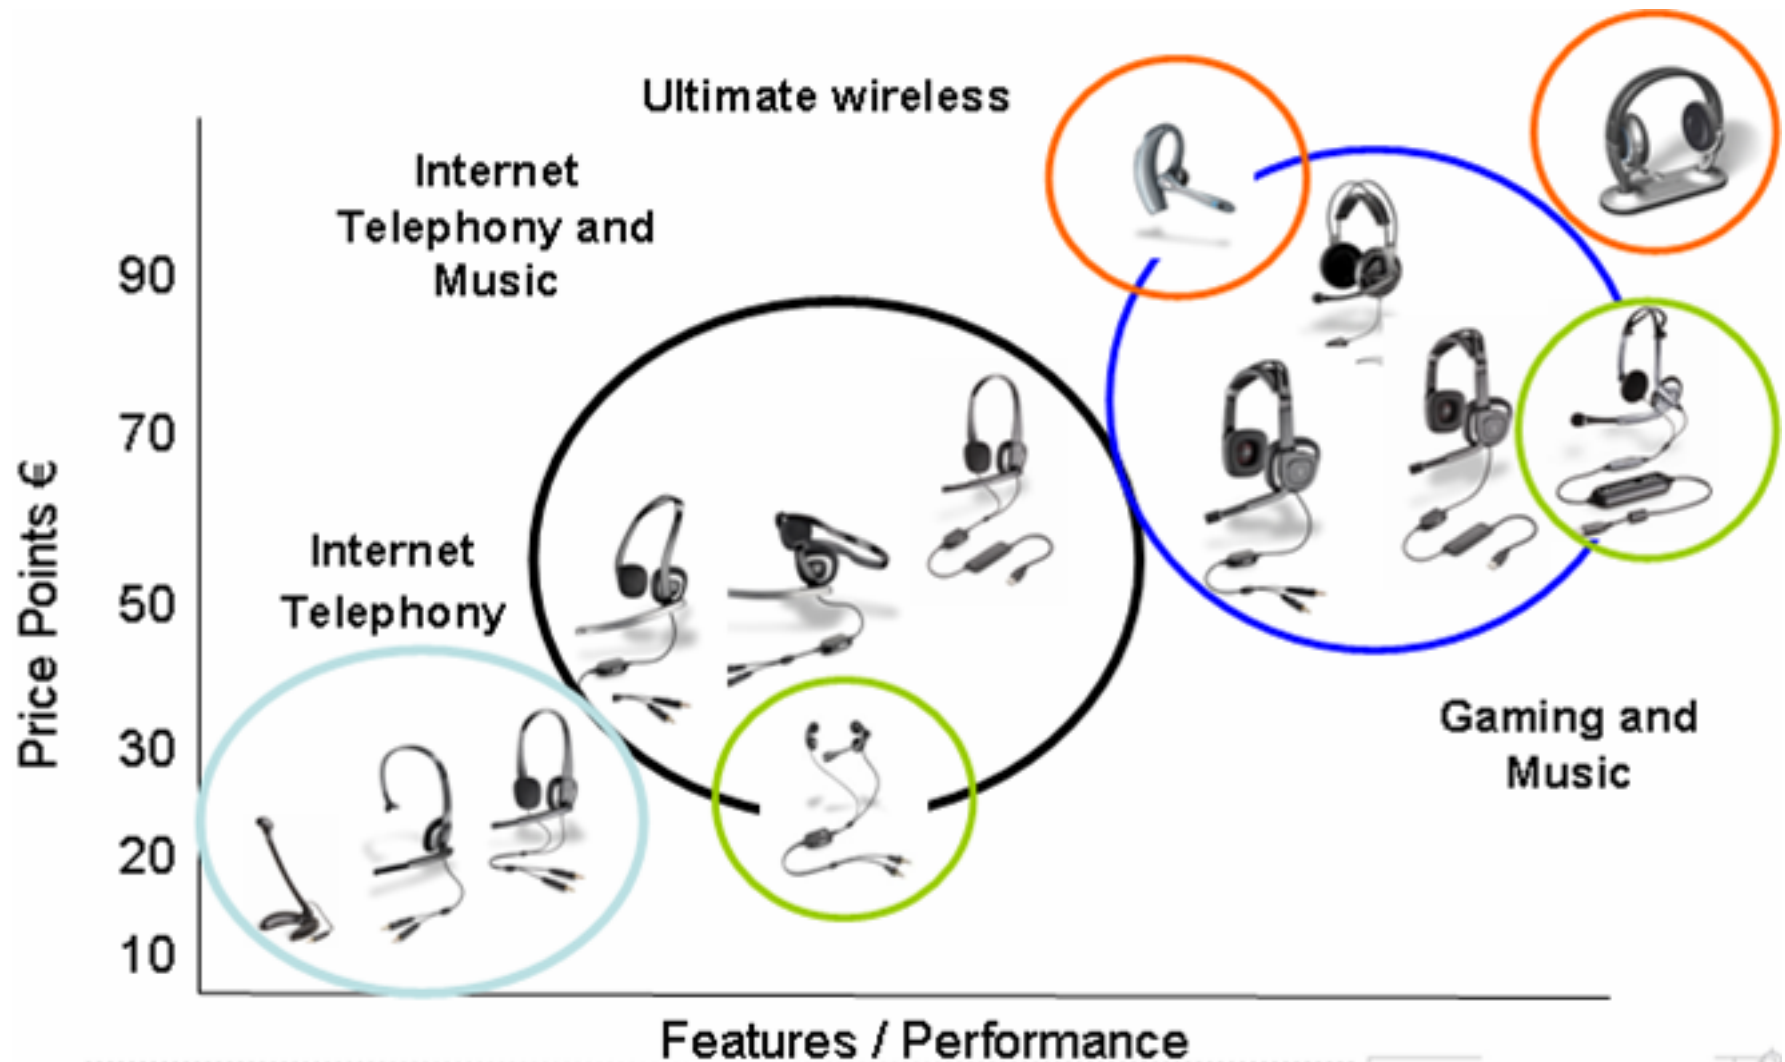 Ultimate wireless
Internet
Telephony and
Music
90
70
Price Points €
Internet
Telephony
50
30
20
10
Gaming and
Music
Features / Performance